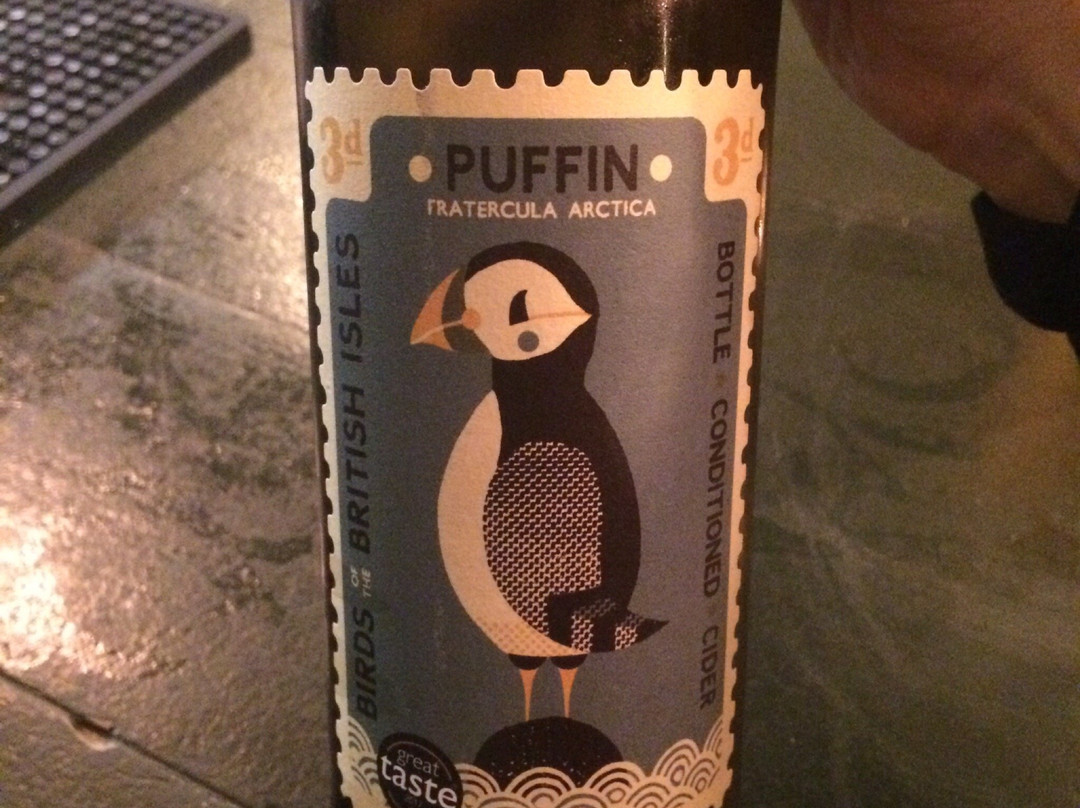 3d
3d
PUFFIN
FRATERCULA ARCTICA
BIRDS OF THE BRITISH ISLES
BOTTLE CONDITIONED CIDER
great
taste